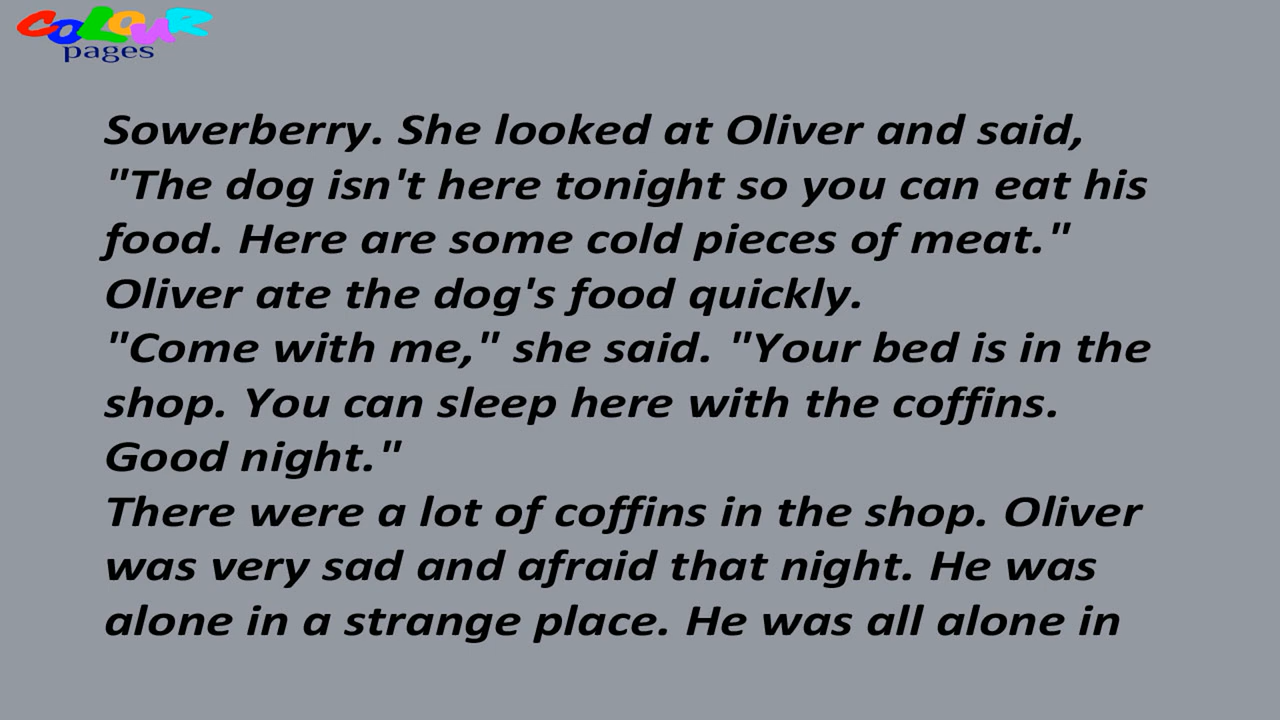 COLOUR
pages
Sowerberry. She looked at Oliver and said,
"The dog isn't here tonight so you can eat his
food. Here are some cold pieces of meat."
Oliver ate the dog's food quickly.
"Come with me," she said. "Your bed is in the
shop. You can sleep here with the coffins.
Good night."
There were a lot of coffins in the shop. Oliver
was very sad and afraid that night. He was
alone in a strange place. He was all alone in